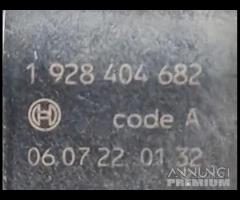 1 928 404 682
code A
06 07 22 01 32
ANNUNCI
PREMIUM